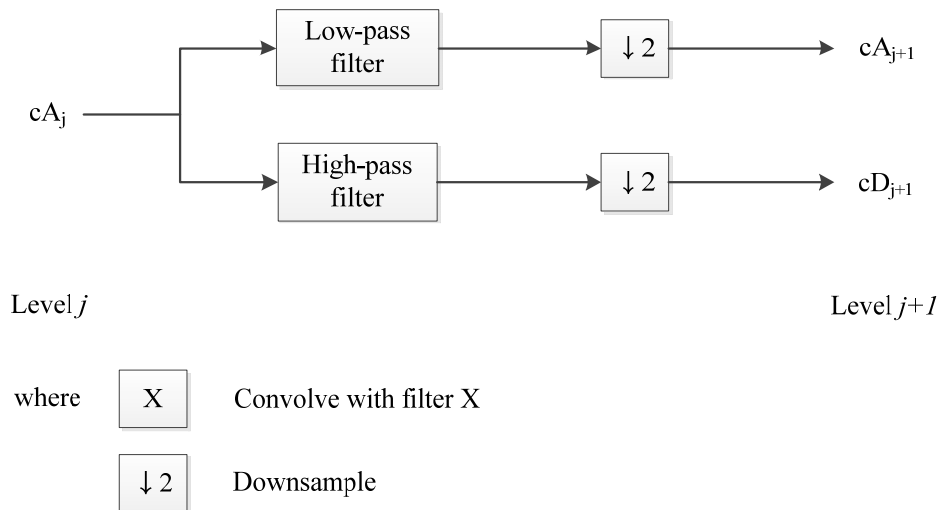 Low-pass
filter
↓ 2
cA_{j+1}
cA_j
High-pass
filter
↓ 2
cD_{j+1}
Level j
Level j+1
where
X
Convolve with filter X
↓ 2
Downsample